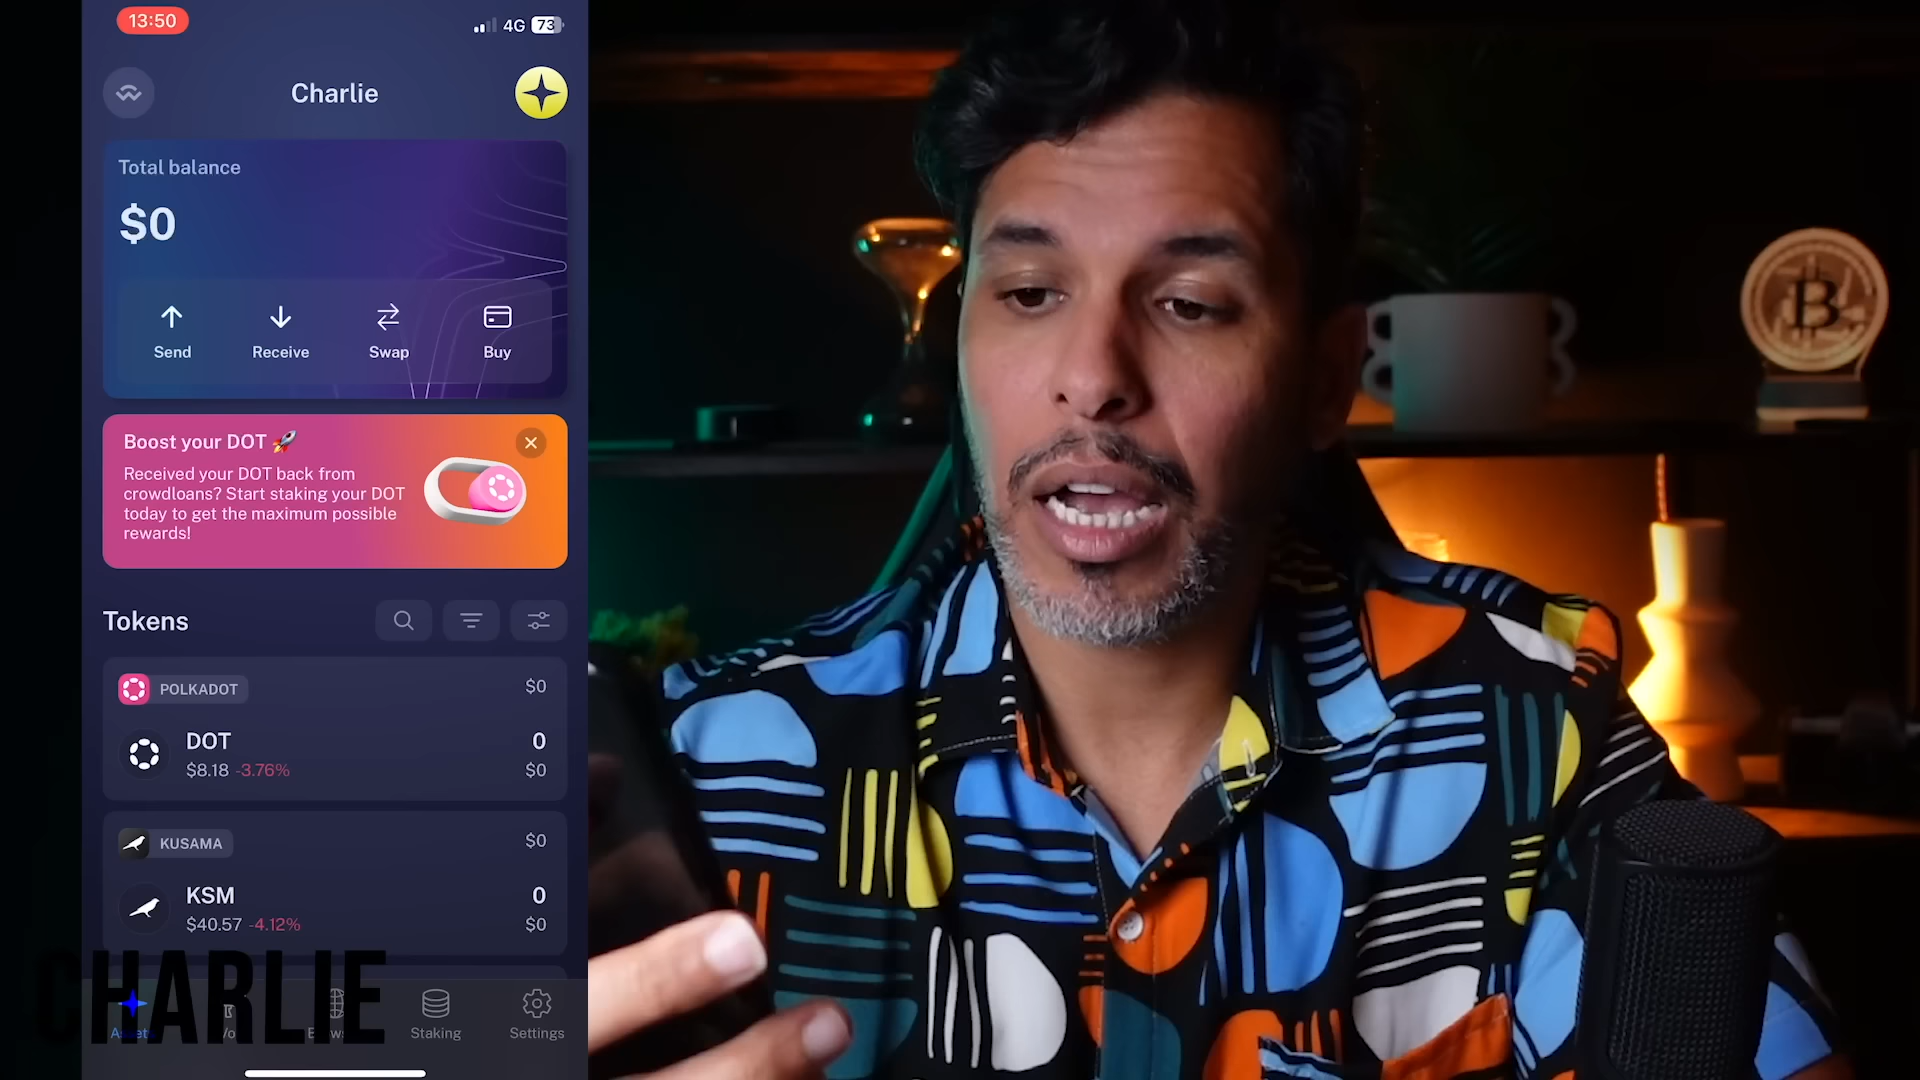 13:50
4G 73
Charlie
Total balance
$0
Send Receive Swap Buy
Boost your DOT 🚀
Received your DOT back from
crowdloans? Start staking your DOT
today to get the maximum possible
rewards!
Tokens
POLKADOT $0
DOT 0
$8.18 -3.76% $0
KUSAMA $0
KSM 0
$40.57 -4.12% $0
CHARLIE
Staking Settings
B